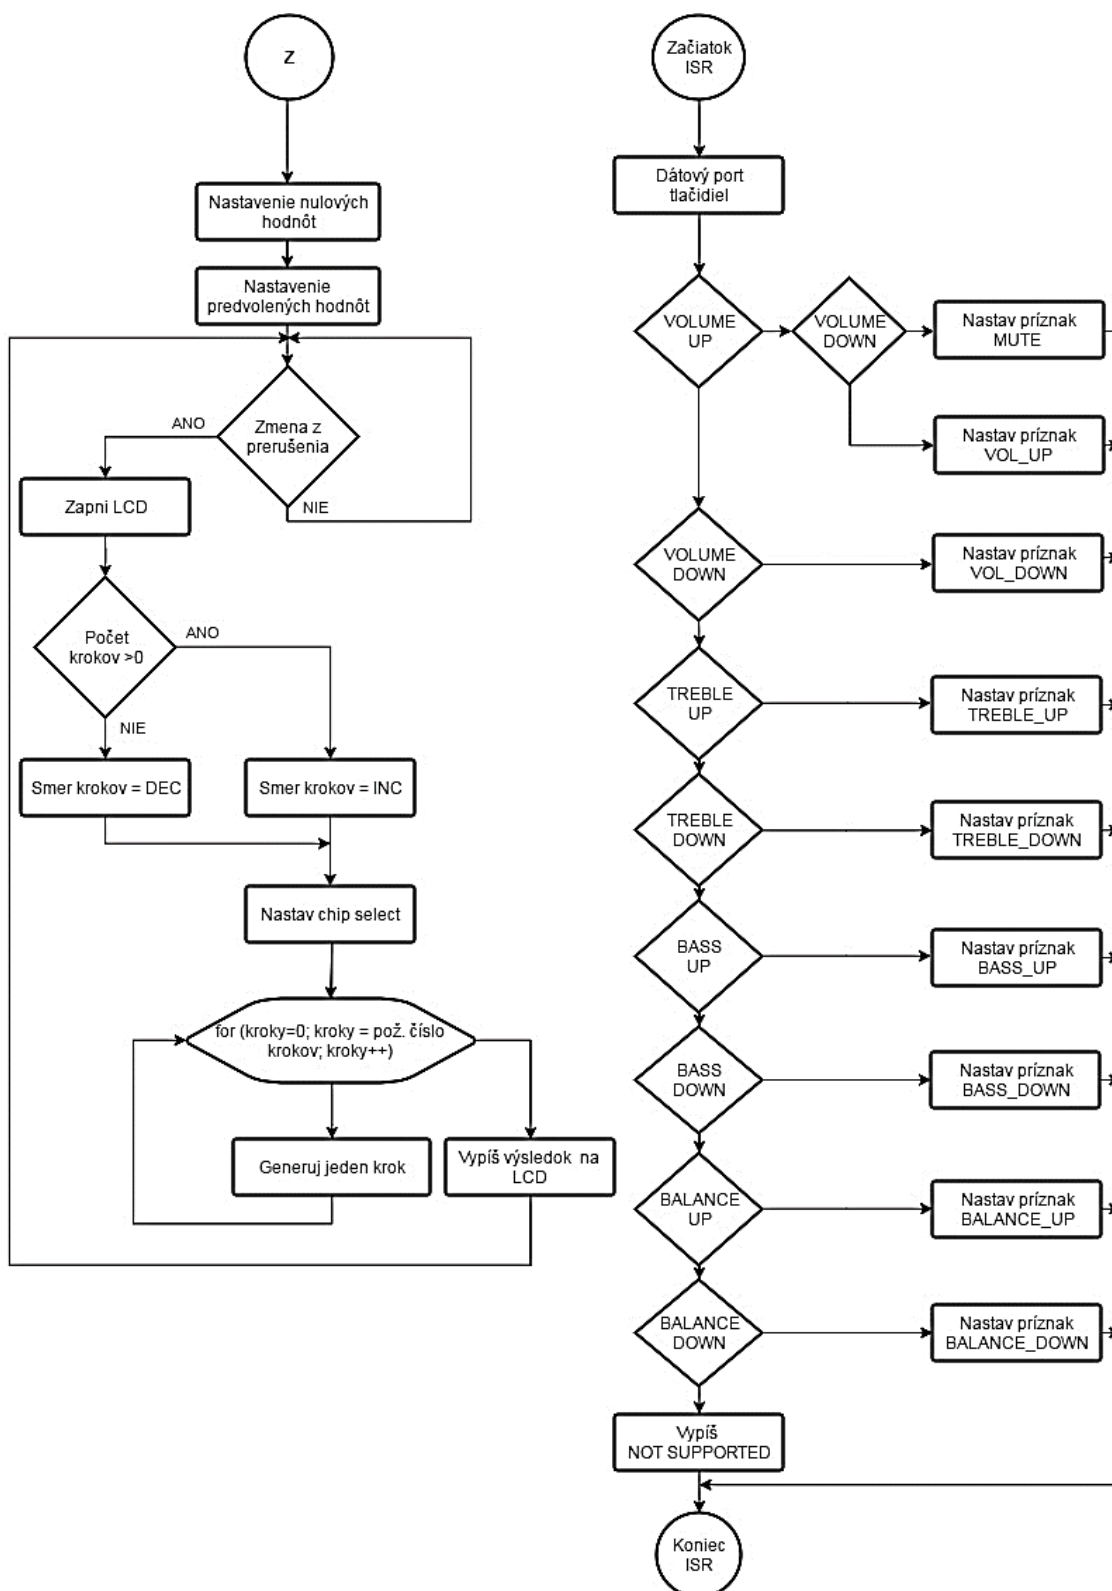 Z
Nastavenie nulových
hodnôt
Nastavenie
predvolených hodnôt
Zmena z
prerušenia
ANO
NIE
Zapni LCD
Počet
krokov >0
ANO
NIE
Smer krokov = DEC
Smer krokov = INC
Nastav chip select
for (kroky=0; kroky = pož. číslo
krokov; kroky++)
Generuj jeden krok
Vypíš výsledok na
LCD
Začiatok
ISR
Dátový port
tlačidiel
VOLUME
UP
VOLUME
DOWN
Nastav príznak
MUTE
Nastav príznak
VOL_UP
VOLUME
DOWN
Nastav príznak
VOL_DOWN
TREBLE
UP
Nastav príznak
TREBLE_UP
TREBLE
DOWN
Nastav príznak
TREBLE_DOWN
BASS
UP
Nastav príznak
BASS_UP
BASS
DOWN
Nastav príznak
BASS_DOWN
BALANCE
UP
Nastav príznak
BALANCE_UP
BALANCE
DOWN
Nastav príznak
BALANCE_DOWN
Vypíš
NOT SUPPORTED
Koniec
ISR